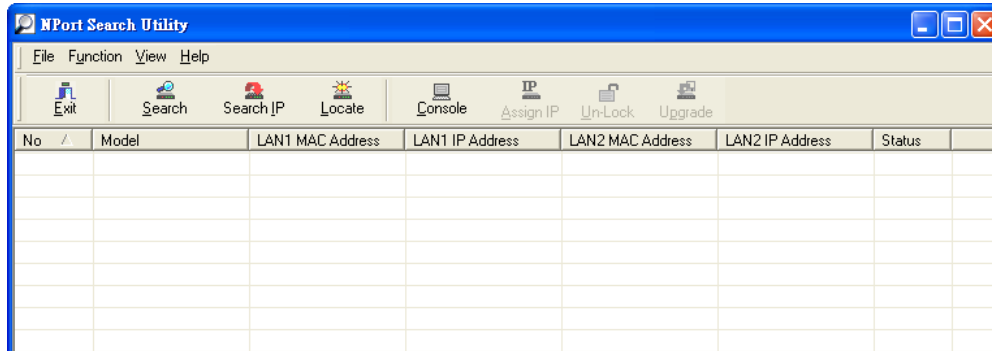 NPort Search Utility
File Function View Help
Exit Search Search IP Locate Console Assign IP Un-Lock Upgrade
No Model LAN1 MAC Address LAN1 IP Address LAN2 MAC Address LAN2 IP Address Status